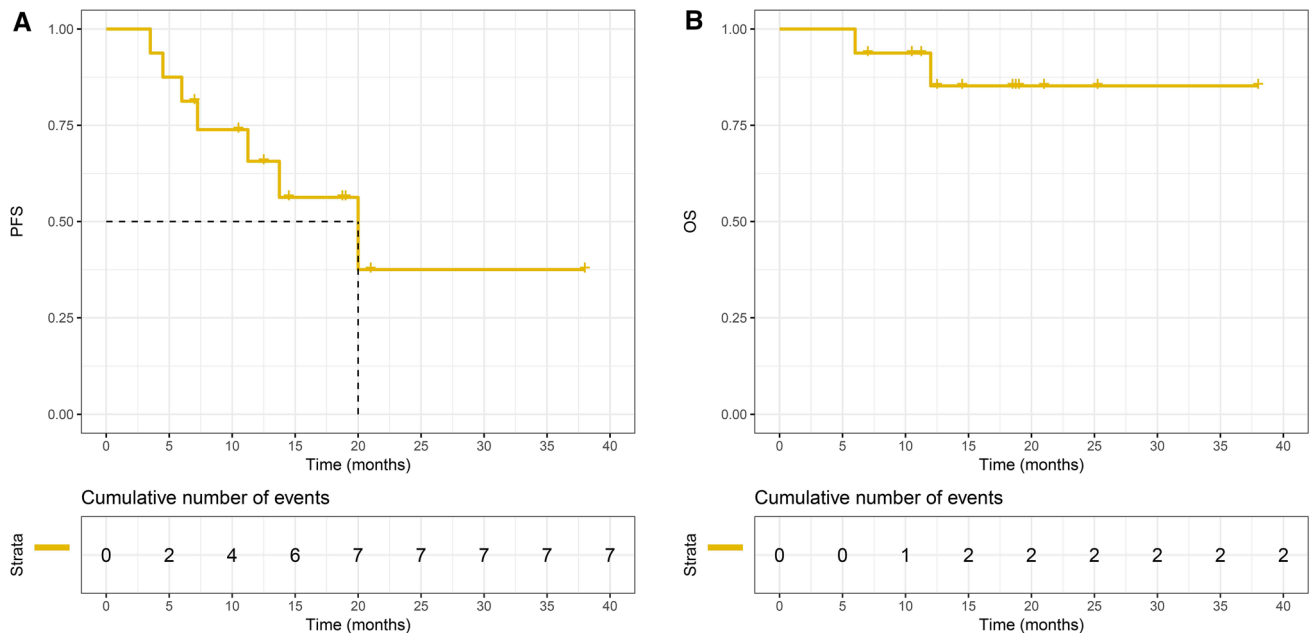 A
PFS
1.00
0.75
0.50
0.25
0.00
0 5 10 15 20 25 30 35 40
Time (months)
Cumulative number of events
Strata
0 2 4 6 7 7 7 7 7
0 5 10 15 20 25 30 35 40
Time (months)
B
OS
1.00
0.75
0.50
0.25
0.00
0 5 10 15 20 25 30 35 40
Time (months)
Cumulative number of events
Strata
0 0 1 2 2 2 2 2 2
0 5 10 15 20 25 30 35 40
Time (months)